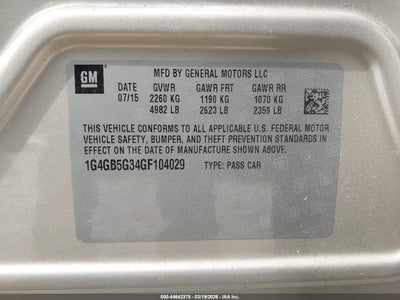 GM
MFD BY GENERAL MOTORS LLC
DATE GVWR GAWR FRT GAWR RR
07/15 2260 KG 1190 KG 1070 KG
4982 LB 2623 LB 2359 LB
THIS VEHICLE CONFORMS TO ALL APPLICABLE U.S. FEDERAL MOTOR
VEHICLE SAFETY, BUMPER, AND THEFT PREVENTION STANDARDS IN
EFFECT ON THE DATE OF MANUFACTURE SHOWN ABOVE.
1G4GB5G34GF104029 TYPE: PASS CAR
000-44642378 - 03/19/2026 - IAA Inc.